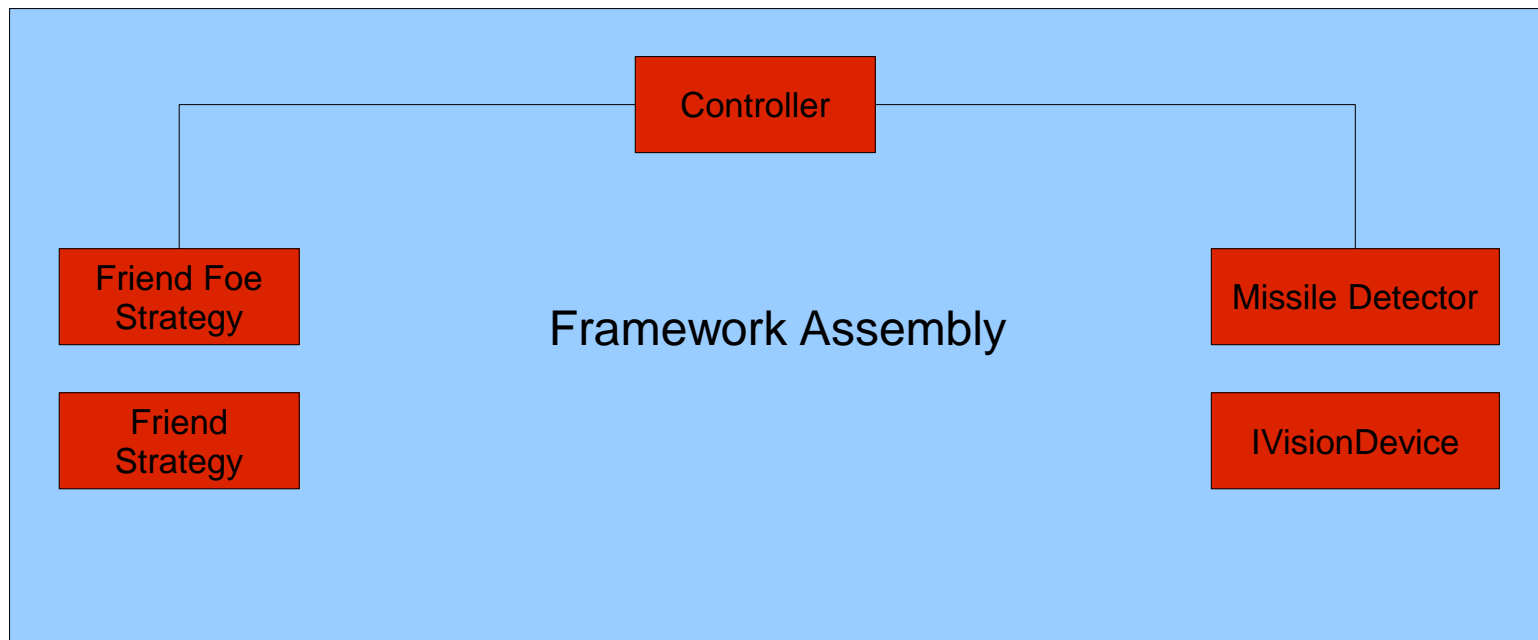 Controller
Friend Foe
Strategy
Missile Detector
Framework Assembly
Friend
Strategy
IVisionDevice